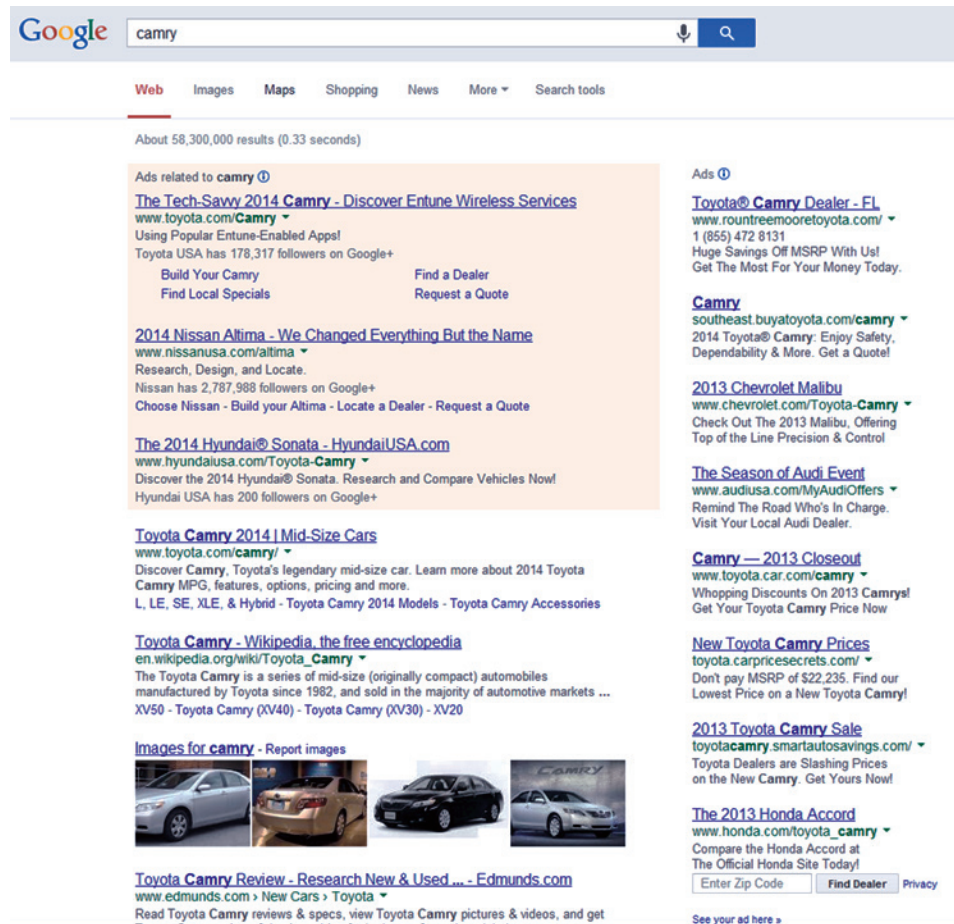 Google
camry
Web Images Maps Shopping News More Search tools
About 58,300,000 results (0.33 seconds)
Ads related to camry
The Tech-Savvy 2014 Camry - Discover Entune Wireless Services
www.toyota.com/Camry
Using Popular Entune-Enabled Apps!
Toyota USA has 178,317 followers on Google+
Build Your Camry Find a Dealer
Find Local Specials Request a Quote
2014 Nissan Altima - We Changed Everything But the Name
www.nissanusa.com/altima
Research, Design, and Locate.
Nissan has 2,787,988 followers on Google+
Choose Nissan - Build your Altima - Locate a Dealer - Request a Quote
The 2014 Hyundai® Sonata - HyundaiUSA.com
www.hyundaiusa.com/Toyota-Camry
Discover the 2014 Hyundai® Sonata. Research and Compare Vehicles Now!
Hyundai USA has 200 followers on Google+
Toyota Camry 2014 | Mid-Size Cars
www.toyota.com/camry/
Discover Camry, Toyota's legendary mid-size car. Learn more about 2014 Toyota
Camry MPG, features, options, pricing and more.
L, LE, SE, XLE, & Hybrid - Toyota Camry 2014 Models - Toyota Camry Accessories
Toyota Camry - Wikipedia, the free encyclopedia
en.wikipedia.org/wiki/Toyota_Camry
The Toyota Camry is a series of mid-size (originally compact) automobiles
manufactured by Toyota since 1982, and sold in the majority of automotive markets ...
XV50 - Toyota Camry (XV40) - Toyota Camry (XV30) - XV20
Images for camry - Report images
CAMRY
Toyota Camry Review - Research New & Used ... - Edmunds.com
www.edmunds.com › New Cars › Toyota
Read Toyota Camry reviews & specs, view Toyota Camry pictures & videos, and get
Ads
Toyota® Camry Dealer - FL
www.rountreemooretoyota.com/
1 (855) 472 8131
Huge Savings Off MSRP With Us!
Get The Most For Your Money Today.
Camry
southeast.buyatoyota.com/camry
2014 Toyota® Camry: Enjoy Safety,
Dependability & More. Get a Quote!
2013 Chevrolet Malibu
www.chevrolet.com/Toyota-Camry
Check Out The 2013 Malibu, Offering
Top of the Line Precision & Control
The Season of Audi Event
www.audiusa.com/MyAudiOffers
Remind The Road Who's In Charge.
Visit Your Local Audi Dealer.
Camry — 2013 Closeout
www.toyota.car.com/camry
Whopping Discounts On 2013 Camrys!
Get Your Toyota Camry Price Now
New Toyota Camry Prices
toyota.carpricesecrets.com/
Don't pay MSRP of $22,235. Find our
Lowest Price on a New Toyota Camry!
2013 Toyota Camry Sale
toyotacamry.smartautosavings.com/
Toyota Dealers are Slashing Prices
on the New Camry. Get Yours Now!
The 2013 Honda Accord
www.honda.com/toyota_camry
Compare the Honda Accord at
The Official Honda Site Today!
Enter Zip Code Find Dealer Privacy
See your ad here »